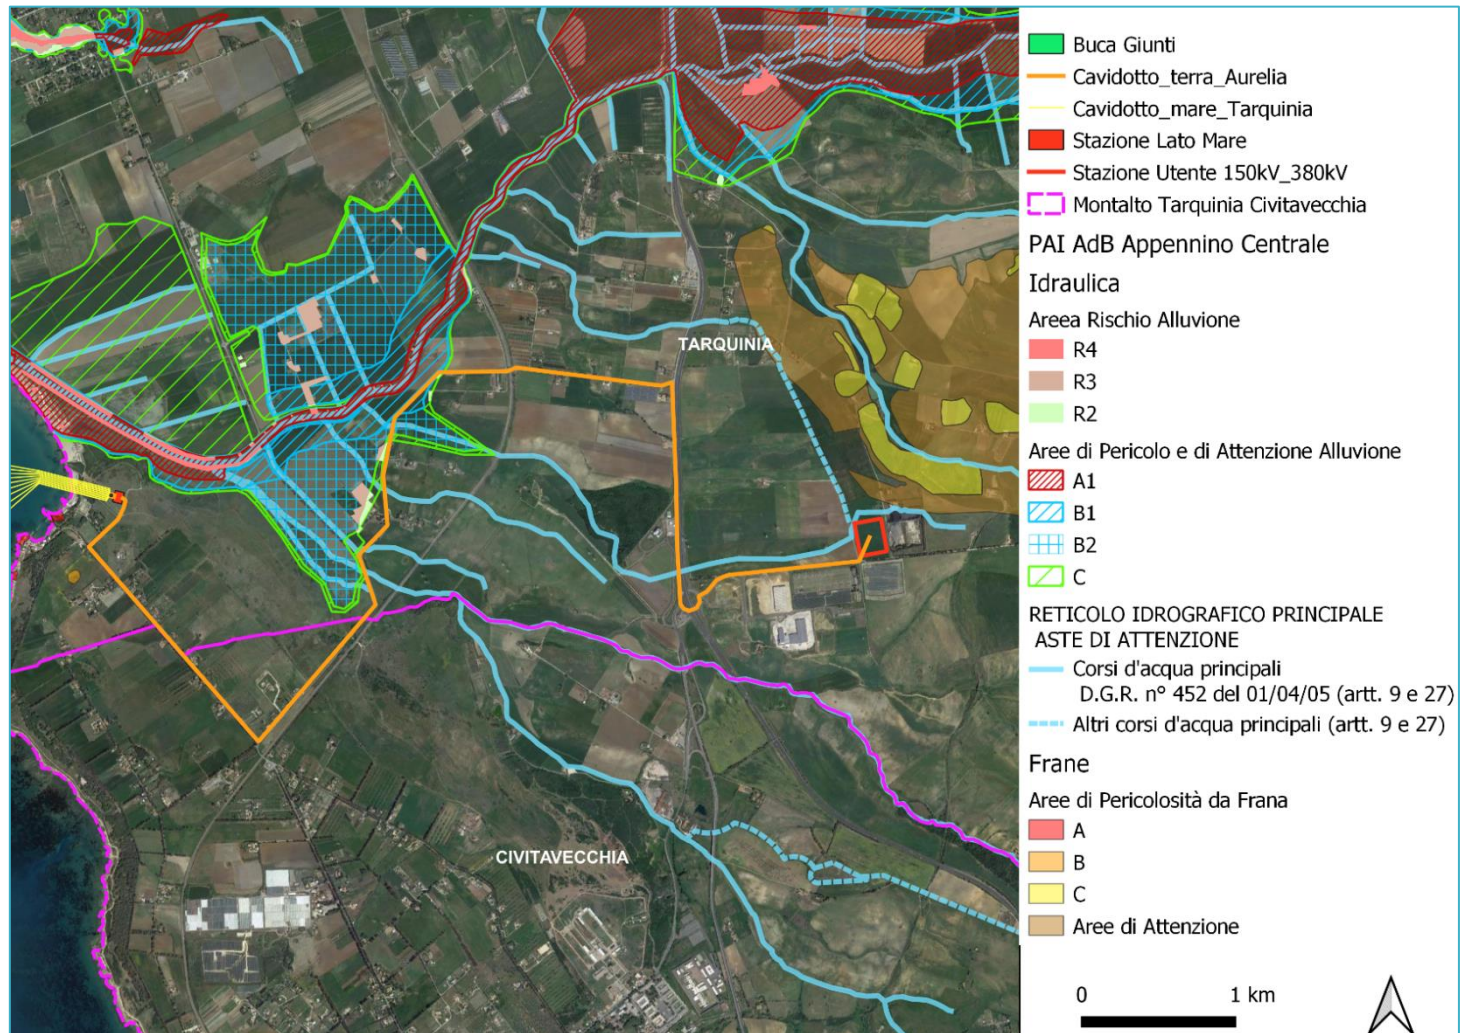 Buca Giunti
Cavidotto_terra_Aurelia
Cavidotto_mare_Tarquinia
Stazione Lato Mare
Stazione Utente 150kV_380kV
Montalto Tarquinia Civitavecchia
PAI AdB Appennino Centrale
Idraulica
Areea Rischio Alluvione
R4
R3
R2
Aree di Pericolo e di Attenzione Alluvione
A1
B1
B2
C
RETICOLO IDROGRAFICO PRINCIPALE
ASTE DI ATTENZIONE
Corsi d'acqua principali
D.G.R. n° 452 del 01/04/05 (artt. 9 e 27)
Altri corsi d'acqua principali (artt. 9 e 27)
Frane
Aree di Pericolosità da Frana
A
B
C
Aree di Attenzione
0 1 km
TARQUINIA
CIVITAVECCHIA